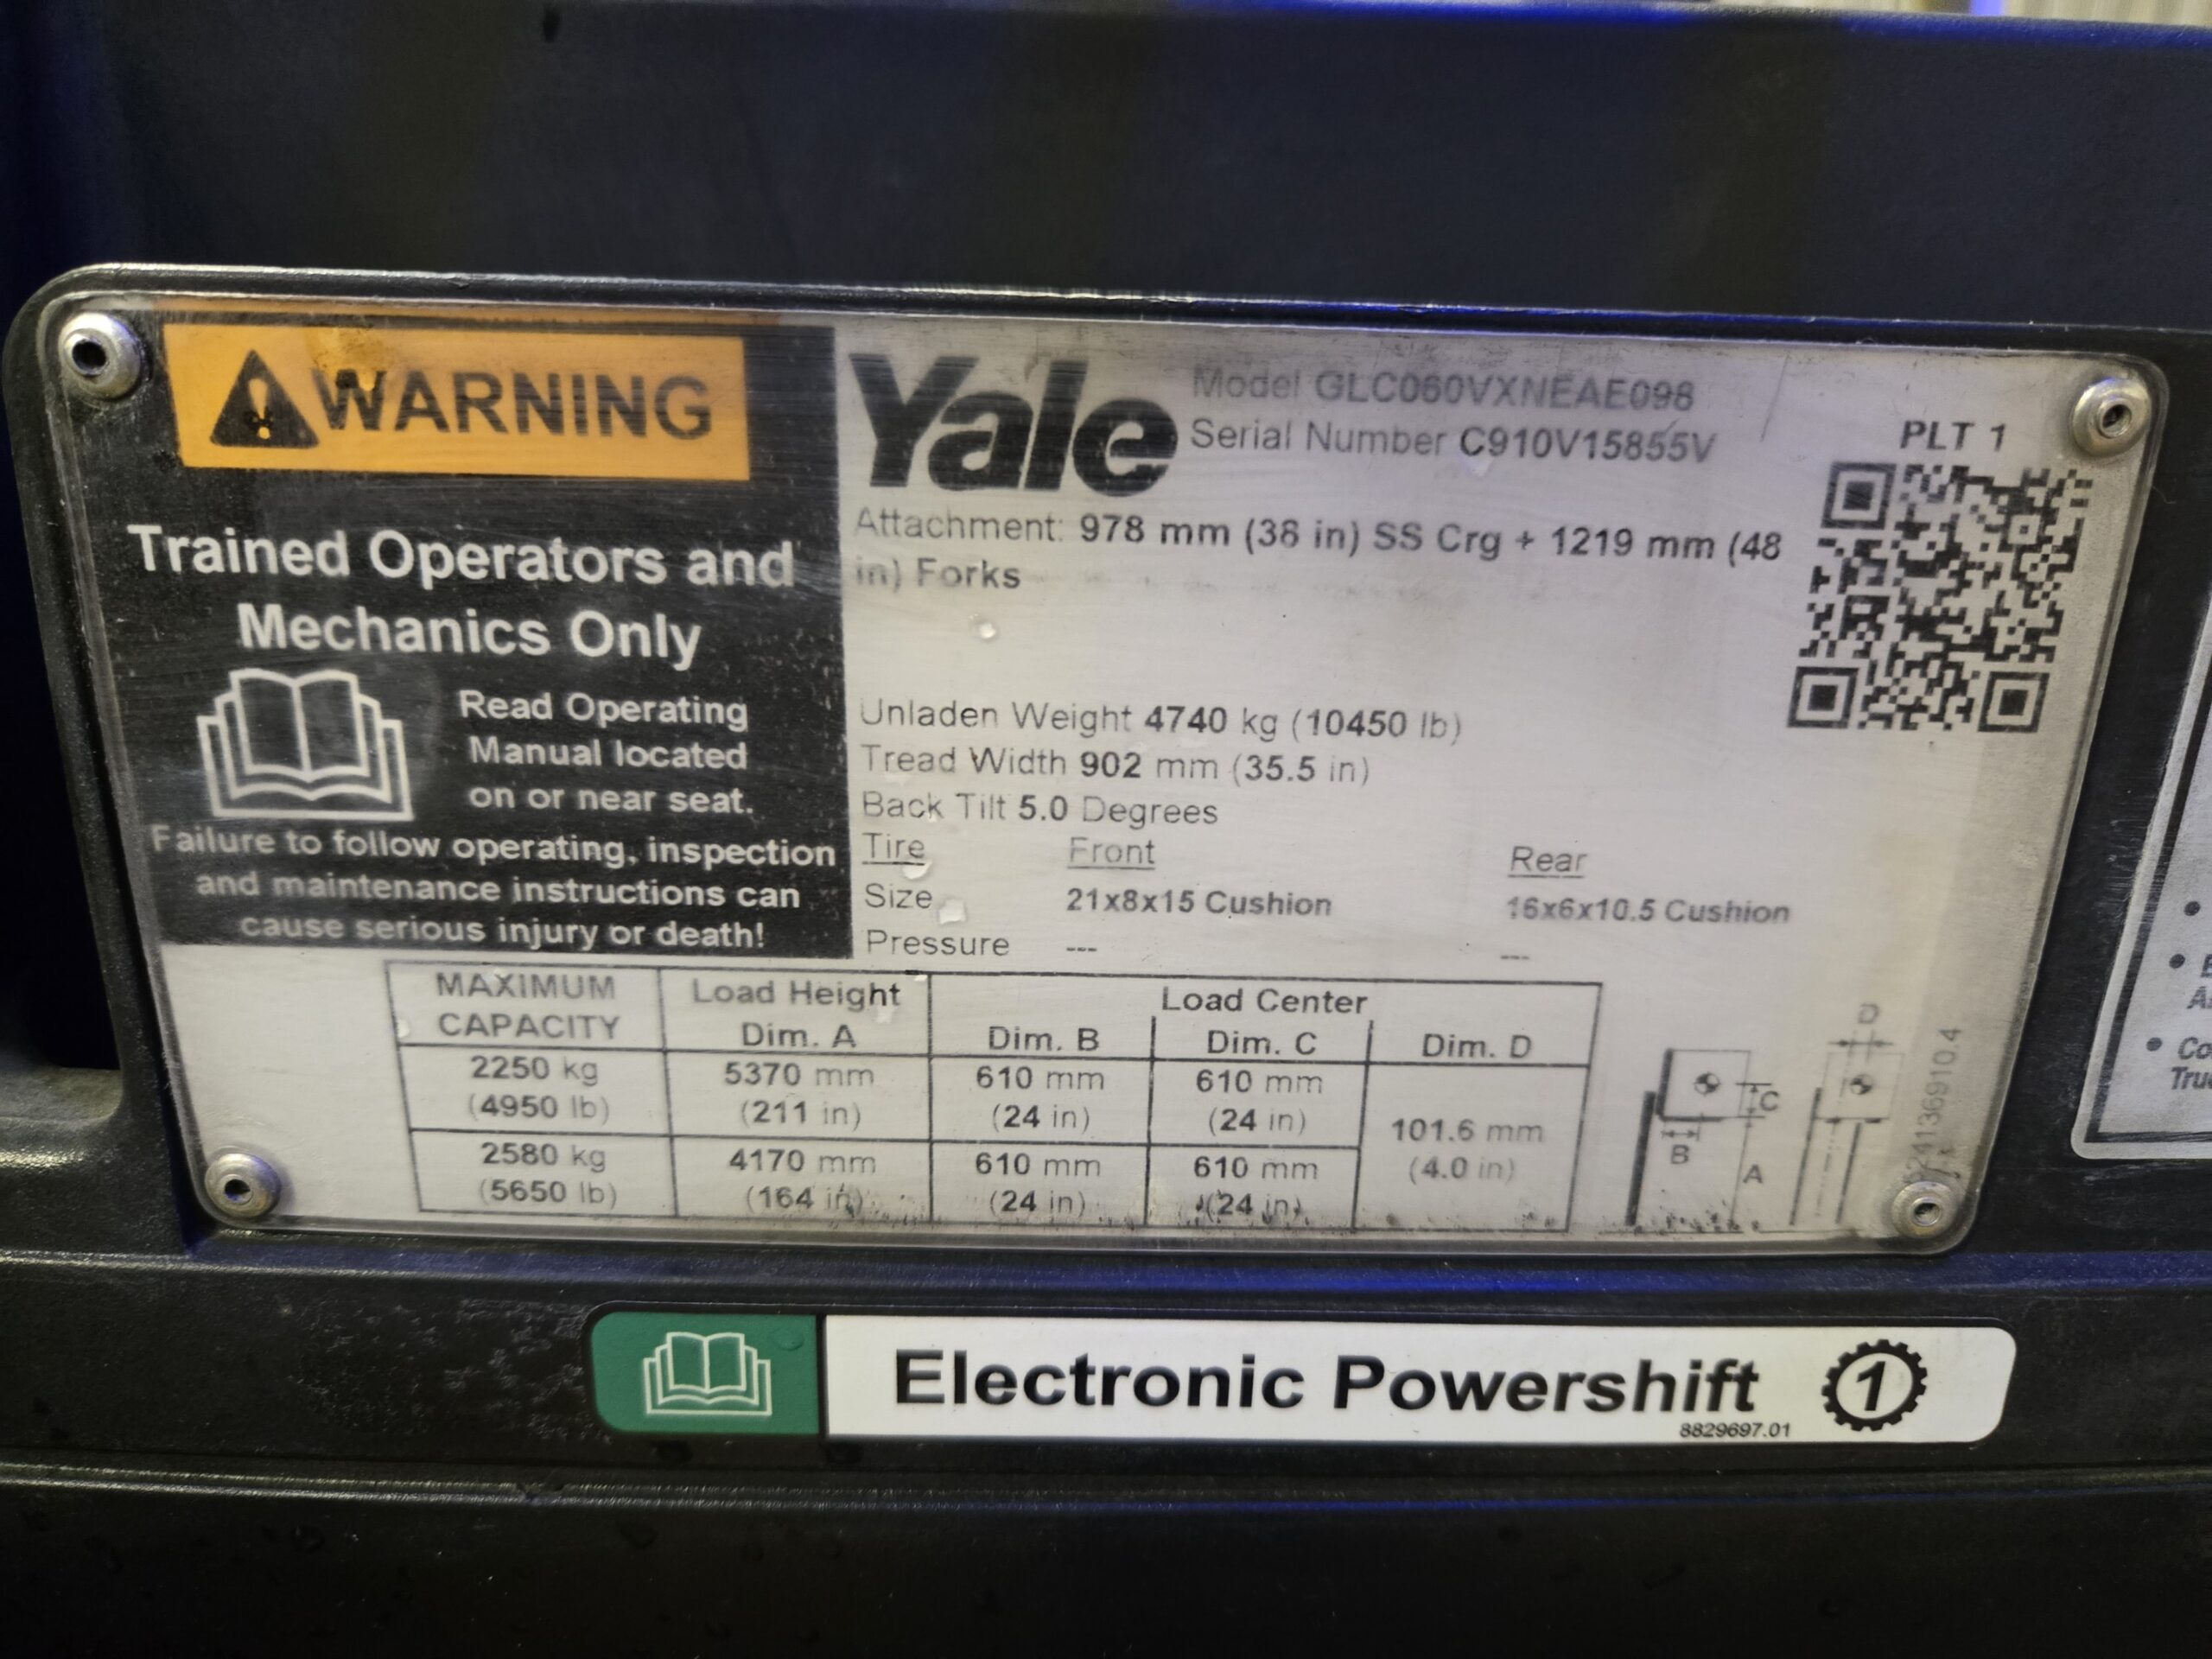 WARNING
Trained Operators and
Mechanics Only
Read Operating
Manual located
on or near seat.
Failure to follow operating, inspection
and maintenance instructions can
cause serious injury or death!
Yale
Model GLC060VXNEAE098
Serial Number C910V15855V
PLT 1
Attachment: 978 mm (38 in) SS Crg + 1219 mm (48
in) Forks
Unladen Weight 4740 kg (10450 lb)
Tread Width 902 mm (35.5 in)
Back Tilt 5.0 Degrees
Tire Front Rear
Size 21x8x15 Cushion 16x6x10.5 Cushion
Pressure --- ---
MAXIMUM CAPACITY Load Height Dim. A Load Center
Dim. B Dim. C Dim. D
2250 kg 5370 mm 610 mm 610 mm
(4950 lb) (211 in) (24 in) (24 in)
101.6 mm
(4.0 in)
2580 kg 4170 mm 610 mm 610 mm
(5650 lb) (164 in) (24 in) (24 in)
D
C
B
A
Electronic Powershift 1
8829697.01